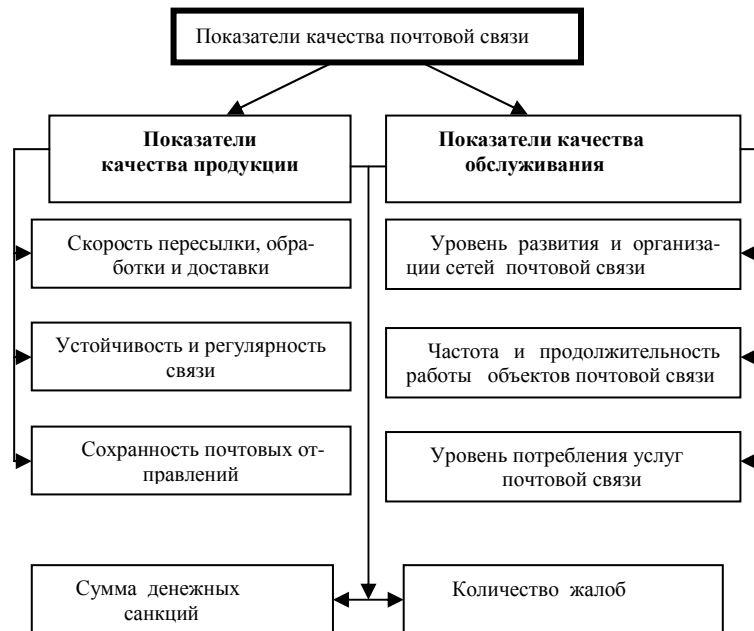 Показатели качества почтовой связи
Показатели
качества продукции
Показатели качества
обслуживания
Скорость пересылки, обра-
ботки и доставки
Уровень развития и организа-
ции сетей почтовой связи
Устойчивость и регулярность
связи
Частота и продолжительность
работы объектов почтовой связи
Сохранность почтовых от-
правлений
Уровень потребления услуг
почтовой связи
Сумма денежных
санкций
Количество жалоб